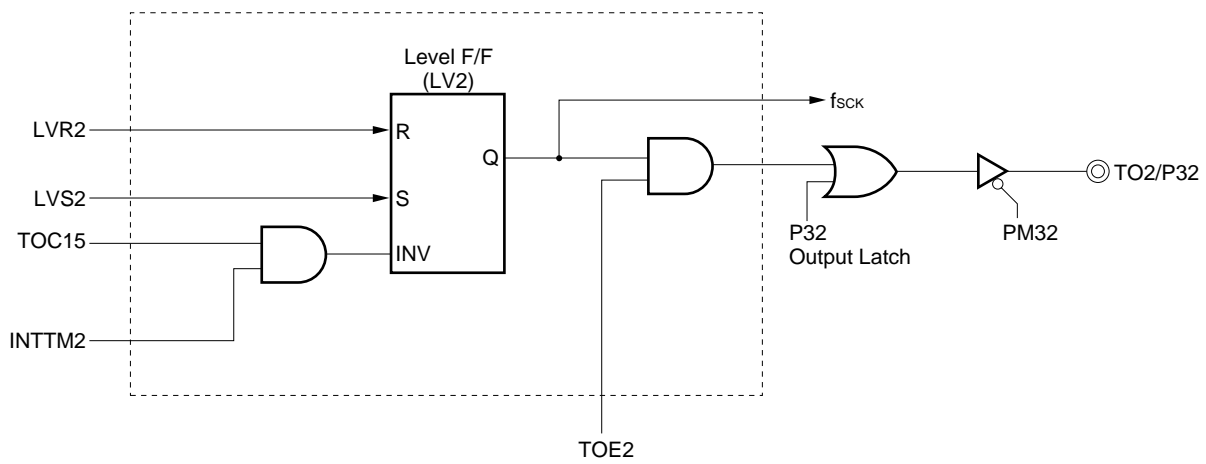 Level F/F
(LV2)
fSCK
LVR2
R
Q
TO2/P32
LVS2
S
TOC15
P32
Output Latch
PM32
INV
INTTM2
TOE2